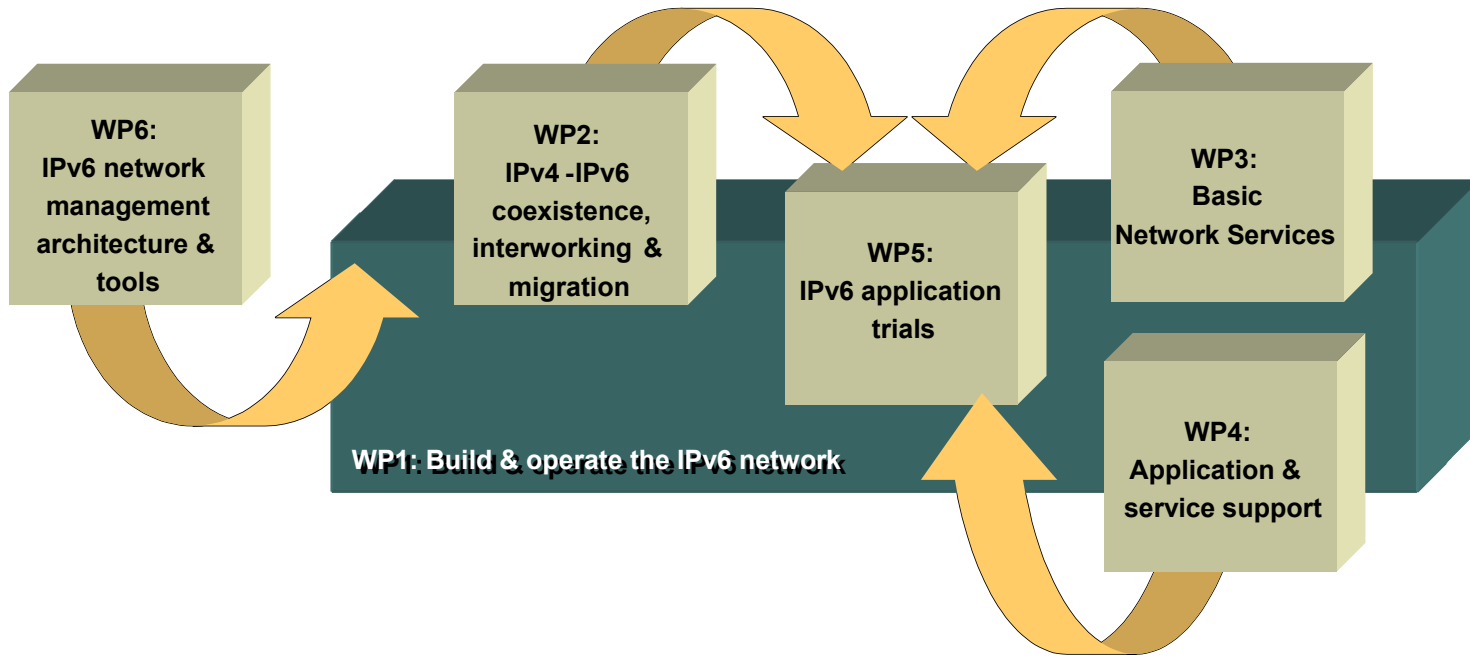 WP6:
IPv6 network
management
architecture &
tools
WP2:
IPv4 -IPv6
coexistence,
interworking &
migration
WP5:
IPv6 application
trials
WP3:
Basic
Network Services
WP4:
Application &
service support
WP1: Build & operate the IPv6 network